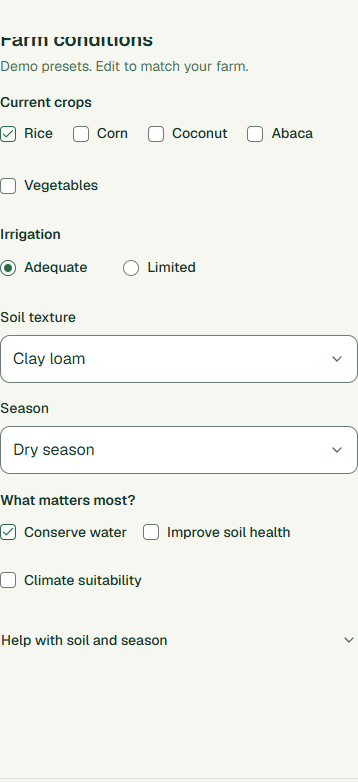 Farm conditions
Demo presets. Edit to match your farm.
Current crops
Rice Corn Coconut Abaca
Vegetables
Irrigation
Adequate Limited
Soil texture
Clay loam
Season
Dry season
What matters most?
Conserve water Improve soil health
Climate suitability
Help with soil and season